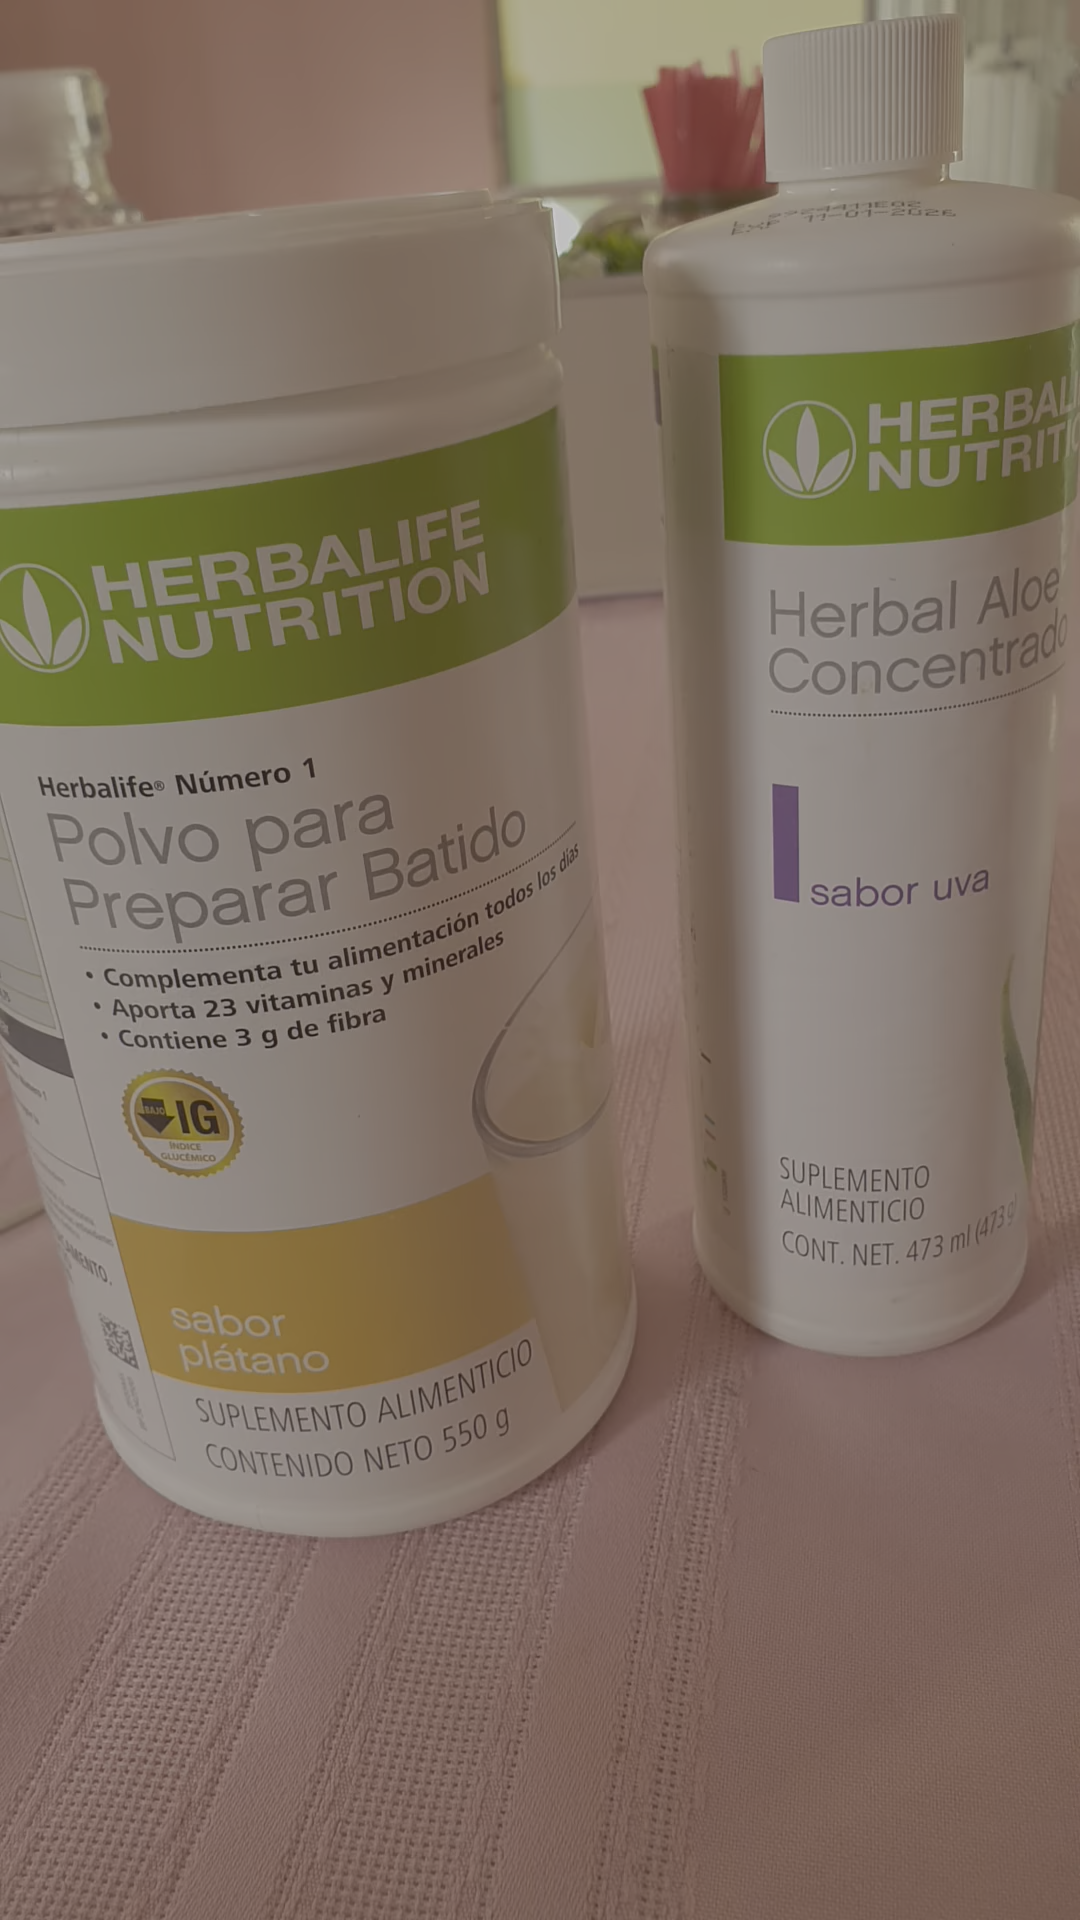 HERBALIFE
NUTRITION
Herbalife® Número 1
Polvo para
Preparar Batido
• Complementa tu alimentación todos los días
• Aporta 23 vitaminas y minerales
• Contiene 3 g de fibra
BAJO
IG
ÍNDICE
GLUCÉMICO
sabor
plátano
SUPLEMENTO ALIMENTICIO
CONTENIDO NETO 550 g
EXP 11-01-2026
HERBALI
NUTRITIO
Herbal Aloe
Concentrado
sabor uva
SUPLEMENTO
ALIMENTICIO
CONT. NET. 473 ml (473 g